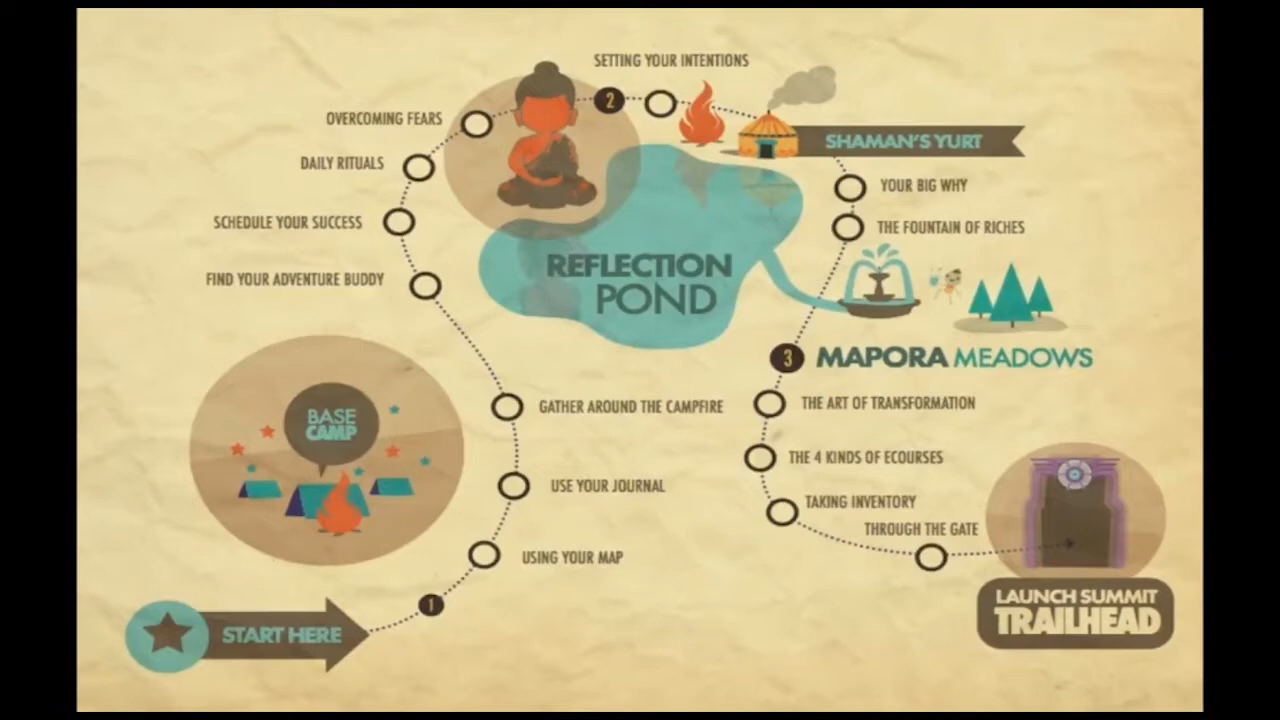 START HERE
1
USING YOUR MAP
USE YOUR JOURNAL
GATHER AROUND THE CAMPFIRE
BASE
CAMP
FIND YOUR ADVENTURE BUDDY
SCHEDULE YOUR SUCCESS
DAILY RITUALS
OVERCOMING FEARS
2
SETTING YOUR INTENTIONS
SHAMAN'S YURT
REFLECTION
POND
YOUR BIG WHY
THE FOUNTAIN OF RICHES
3
MAPORA MEADOWS
THE ART OF TRANSFORMATION
THE 4 KINDS OF ECOURSES
TAKING INVENTORY
THROUGH THE GATE
LAUNCH SUMMIT
TRAILHEAD